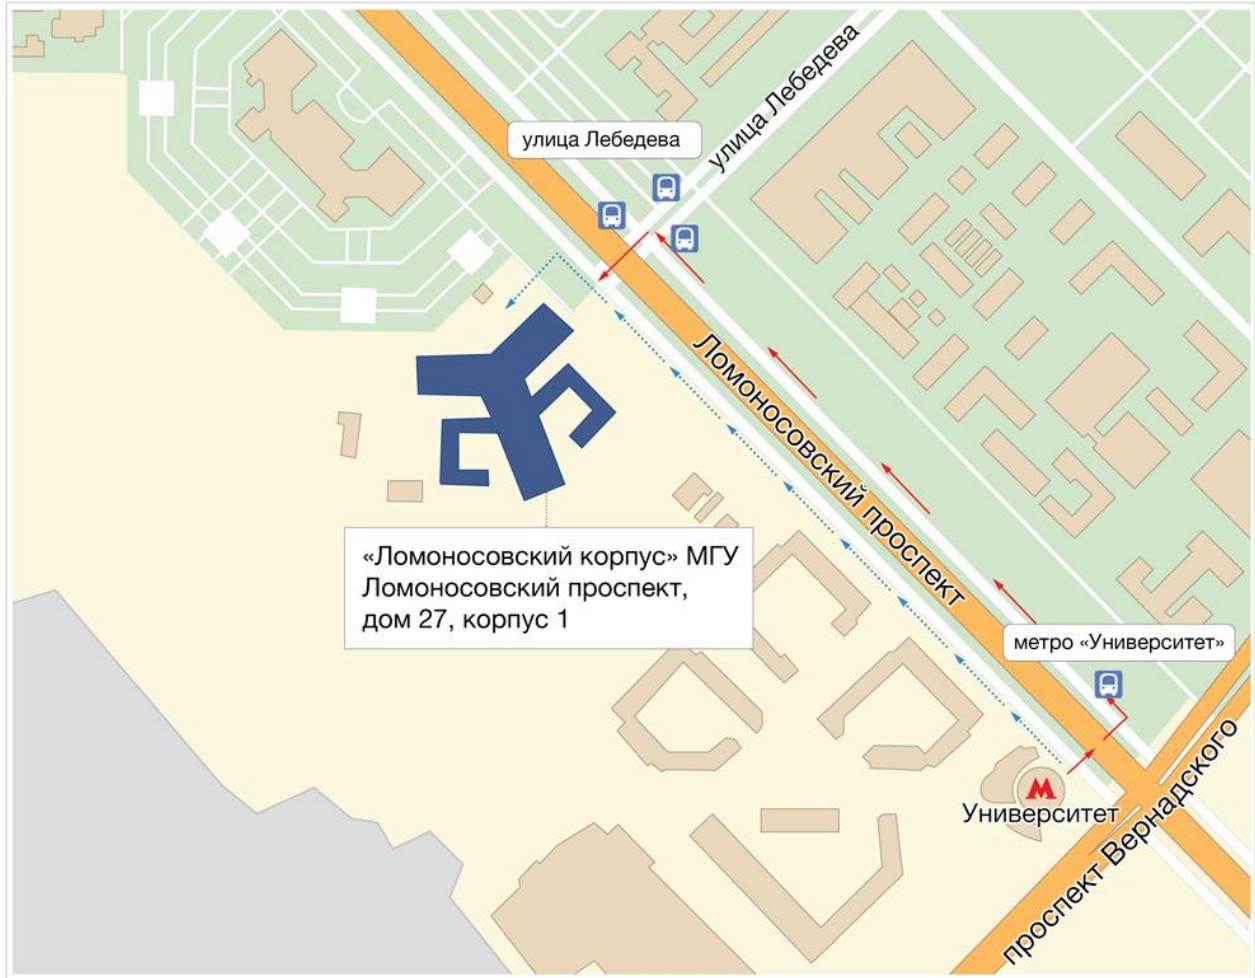 улица Лебедева
улица Лебедева
Ломоносовский проспект
«Ломоносовский корпус» МГУ
Ломоносовский проспект,
дом 27, корпус 1
метро «Университет»
М
Университет
проспект Вернадского